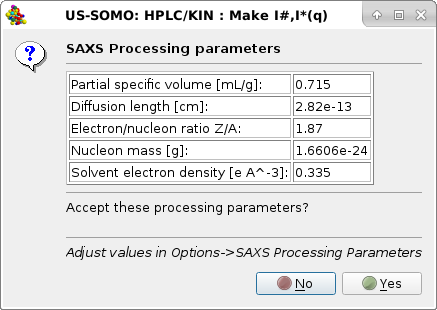 US-SOMO: HPLC/KIN : Make I#,I*(q)
SAXS Processing parameters
Partial specific volume [mL/g]: 0.715
Diffusion length [cm]: 2.82e-13
Electron/nucleon ratio Z/A: 1.87
Nucleon mass [g]: 1.6606e-24
Solvent electron density [e A^-3]: 0.335
Accept these processing parameters?
Adjust values in Options->SAXS Processing Parameters
No Yes